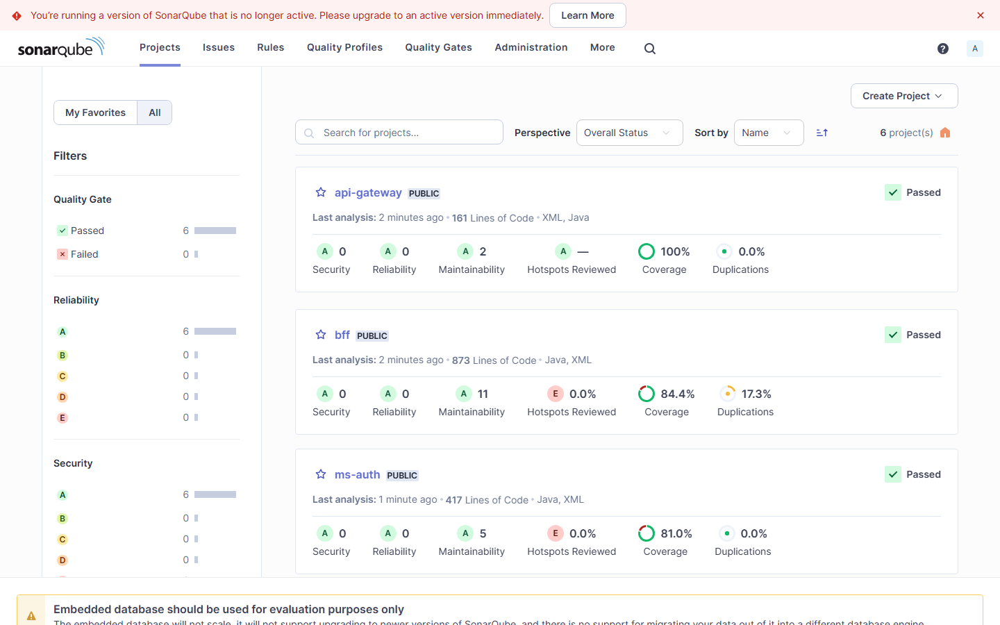 You're running a version of SonarQube that is no longer active. Please upgrade to an active version immediately. Learn More
sonarqube Projects Issues Rules Quality Profiles Quality Gates Administration More A
My Favorites All
Filters
Quality Gate
Passed 6
Failed 0
Reliability
A 6
B 0
C 0
D 0
E 0
Security
A 6
B 0
C 0
D 0
Create Project
Search for projects... Perspective Overall Status Sort by Name 6 project(s)
api-gateway PUBLIC Passed
Last analysis: 2 minutes ago • 161 Lines of Code • XML, Java
A 0 A 0 A 2 A — 100% 0.0%
Security Reliability Maintainability Hotspots Reviewed Coverage Duplications
bff PUBLIC Passed
Last analysis: 2 minutes ago • 873 Lines of Code • Java, XML
A 0 A 0 A 11 E 0.0% 84.4% 17.3%
Security Reliability Maintainability Hotspots Reviewed Coverage Duplications
ms-auth PUBLIC Passed
Last analysis: 1 minute ago • 417 Lines of Code • Java, XML
A 0 A 0 A 5 E 0.0% 81.0% 0.0%
Security Reliability Maintainability Hotspots Reviewed Coverage Duplications
Embedded database should be used for evaluation purposes only
The embedded database will not scale, it will not support upgrading to newer versions of SonarQube, and there is no support for migrating your data out of it into a different database engine.